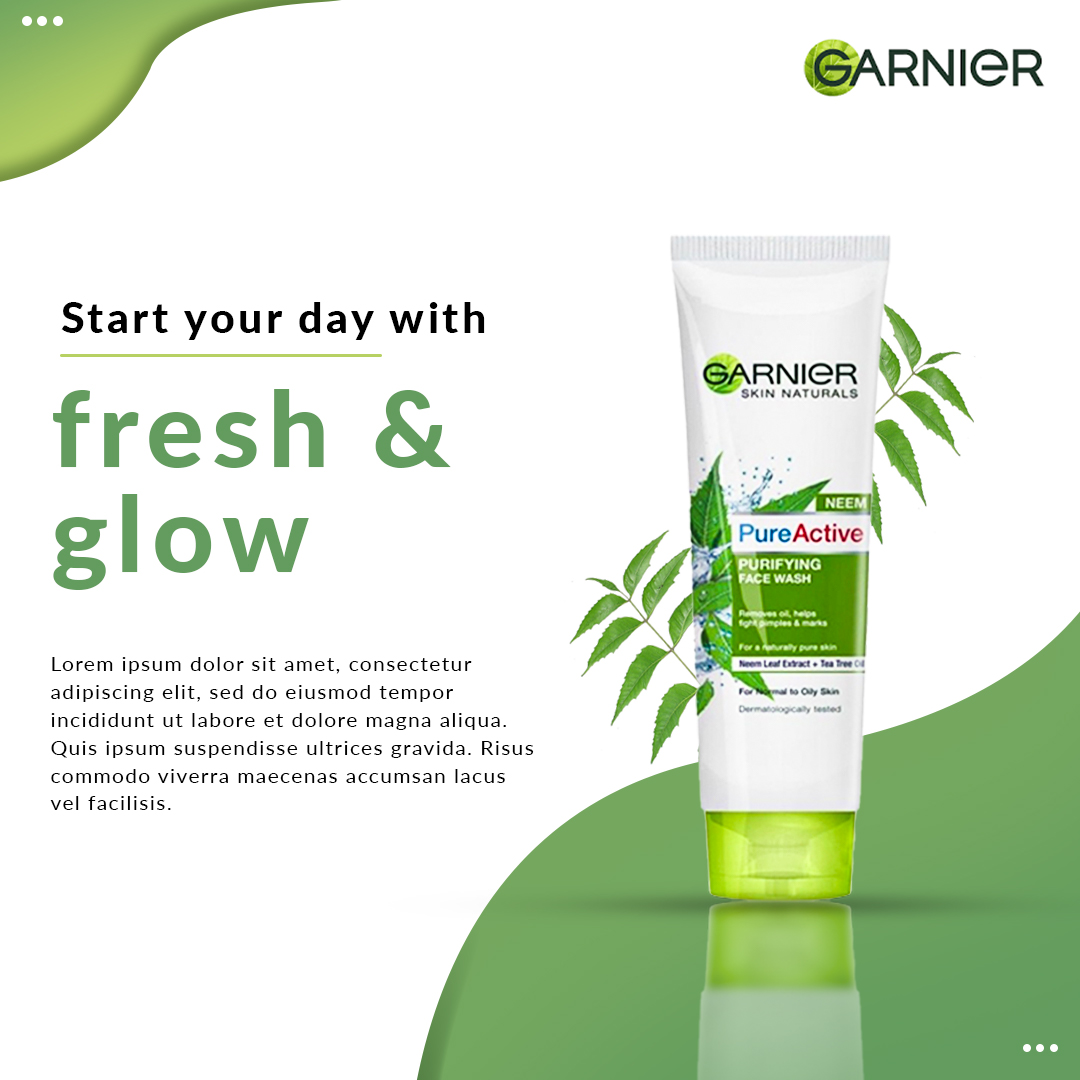 GARNIER
Start your day with
fresh &
glow
Lorem ipsum dolor sit amet, consectetur
adipiscing elit, sed do eiusmod tempor
incididunt ut labore et dolore magna aliqua.
Quis ipsum suspendisse ultrices gravida. Risus
commodo viverra maecenas accumsan lacus
vel facilisis.
GARNIER
SKIN NATURALS
NEEM
PureActive
PURIFYING
FACE WASH
Removes oil, helps
fight pimples & marks
For a naturally pure skin
Neem Leaf Extract + Tea Tree Oil
For Normal to Oily Skin
Dermatologically tested